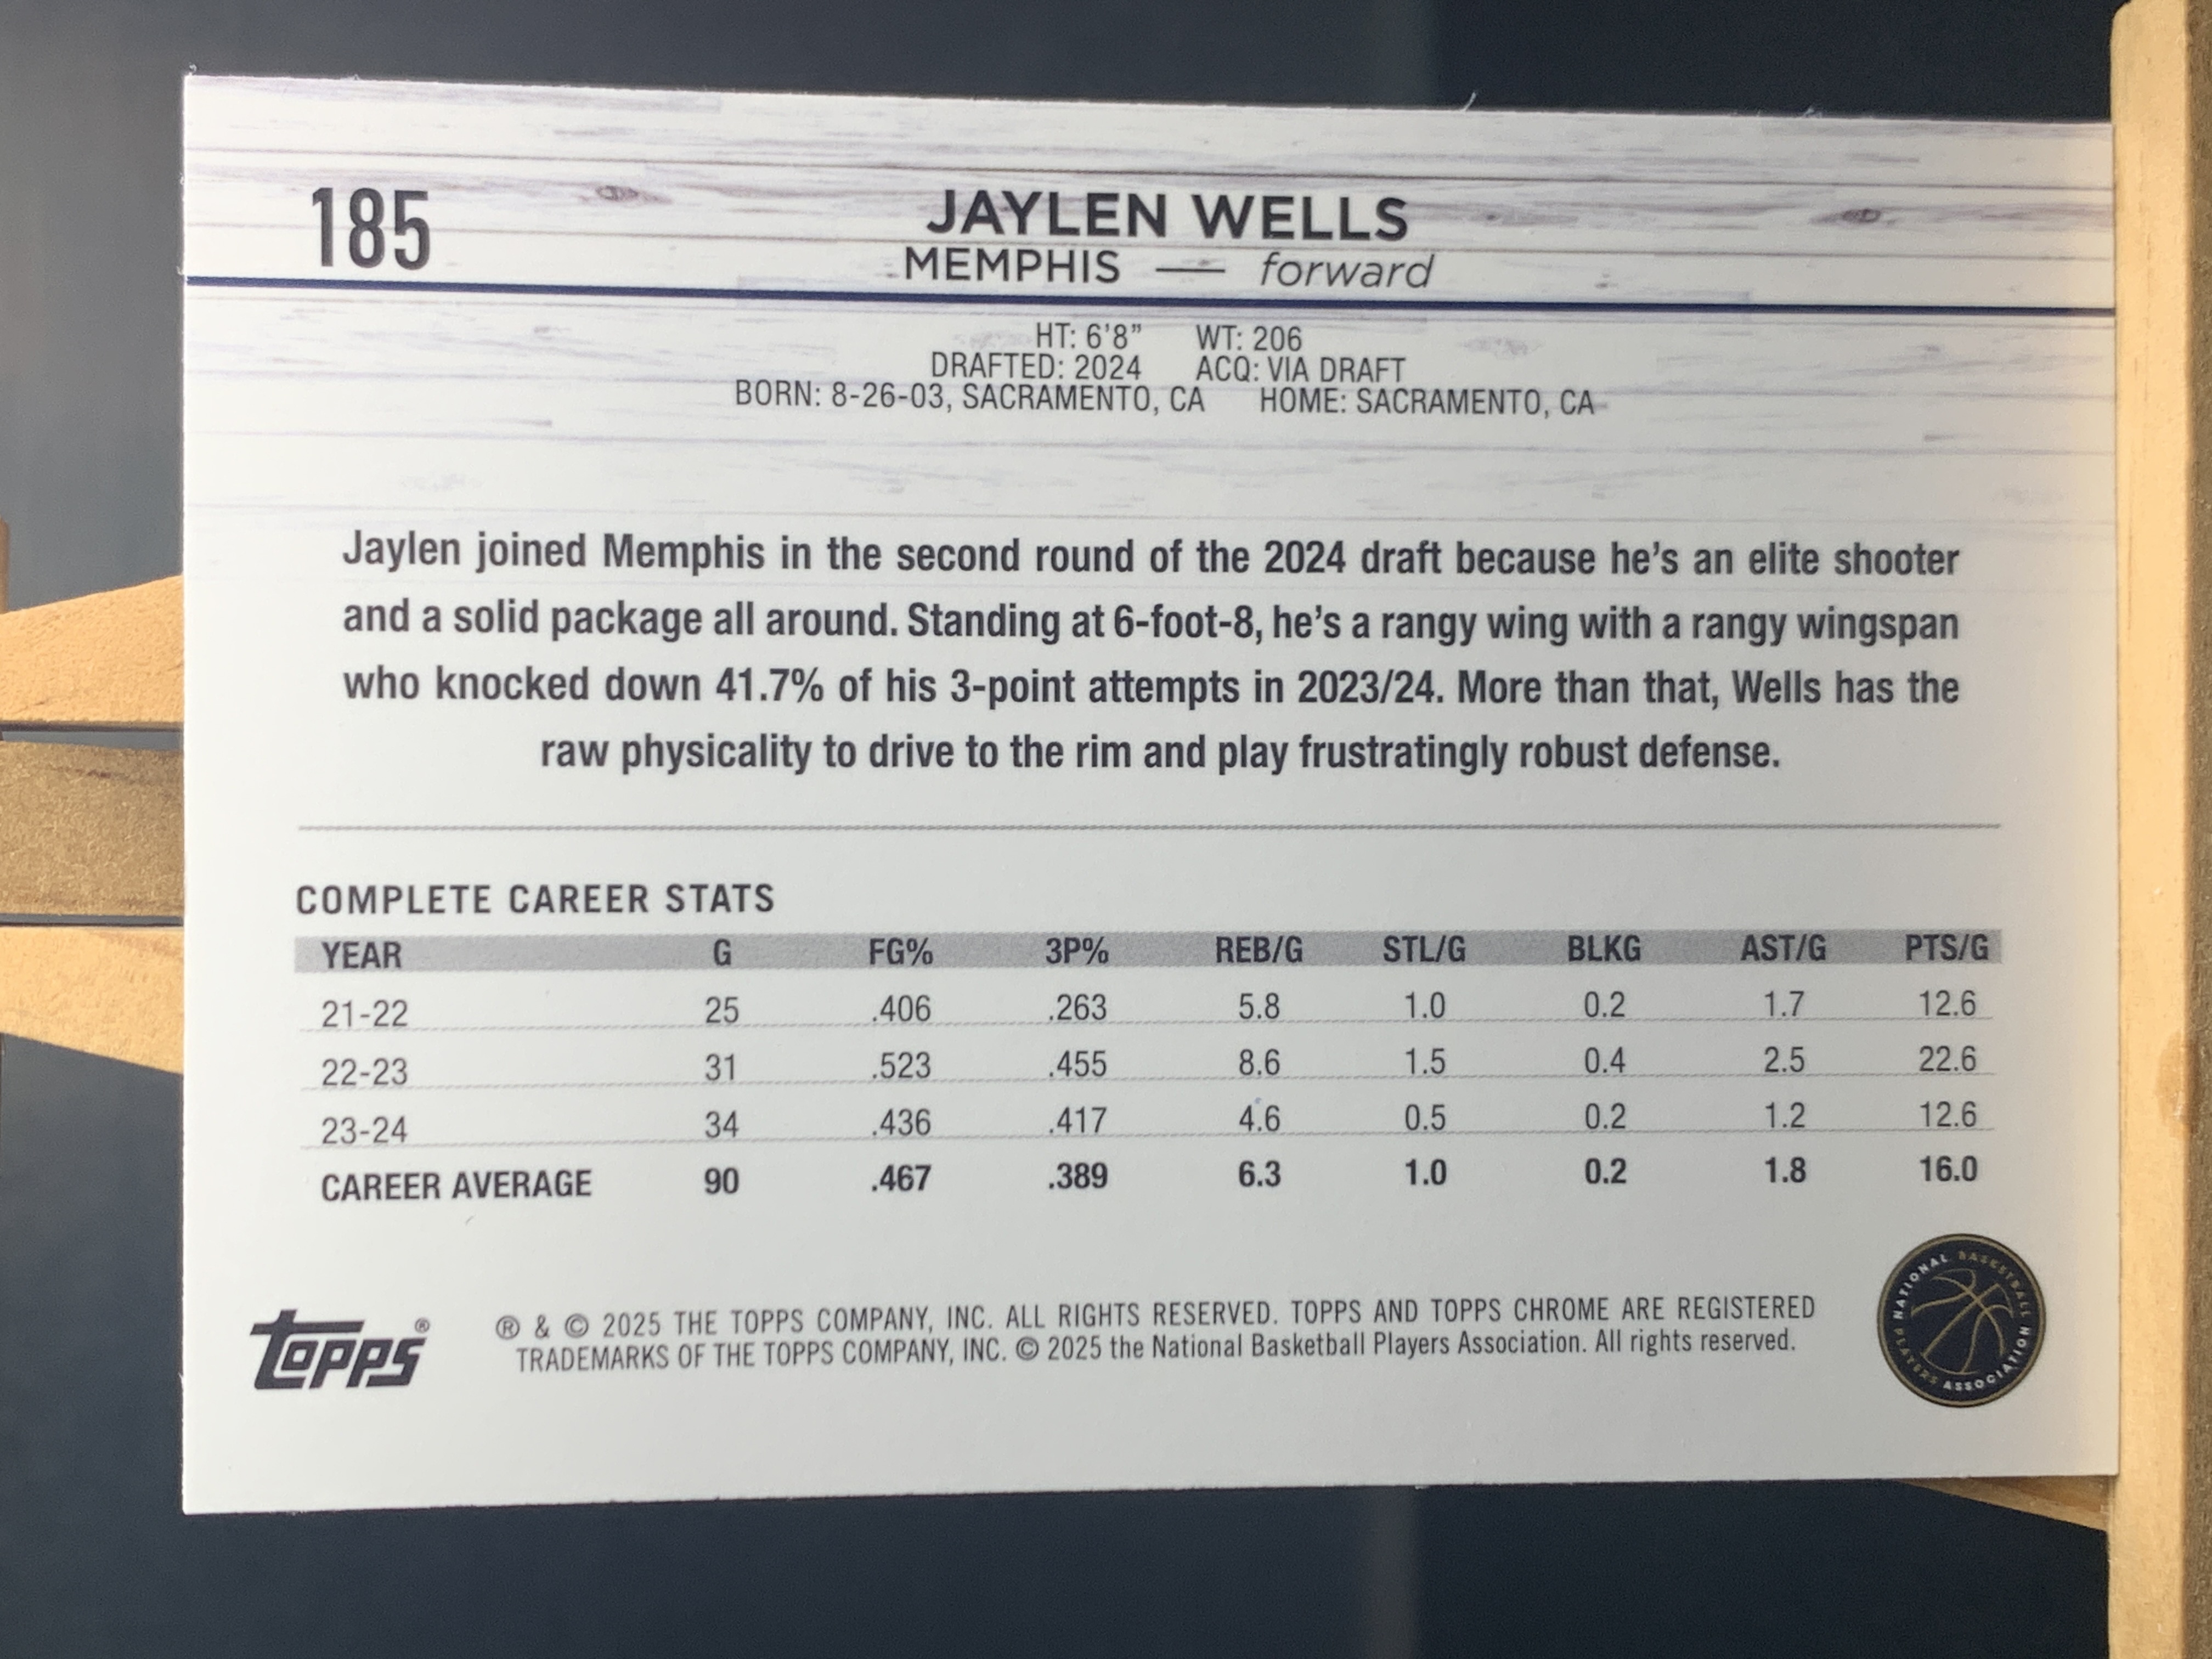 185
JAYLEN WELLS
MEMPHIS — forward
HT: 6'8” WT: 206
DRAFTED: 2024 ACQ: VIA DRAFT
BORN: 8-26-03, SACRAMENTO, CA HOME: SACRAMENTO, CA
Jaylen joined Memphis in the second round of the 2024 draft because he’s an elite shooter
and a solid package all around. Standing at 6-foot-8, he’s a rangy wing with a rangy wingspan
who knocked down 41.7% of his 3-point attempts in 2023/24. More than that, Wells has the
raw physicality to drive to the rim and play frustratingly robust defense.
COMPLETE CAREER STATS
YEAR G FG% 3P% REB/G STL/G BLKG AST/G PTS/G
21-22 25 .406 .263 5.8 1.0 0.2 1.7 12.6
22-23 31 .523 .455 8.6 1.5 0.4 2.5 22.6
23-24 34 .436 .417 4.6 0.5 0.2 1.2 12.6
CAREER AVERAGE 90 .467 .389 6.3 1.0 0.2 1.8 16.0
topps®
® & © 2025 THE TOPPS COMPANY, INC. ALL RIGHTS RESERVED. TOPPS AND TOPPS CHROME ARE REGISTERED
TRADEMARKS OF THE TOPPS COMPANY, INC. © 2025 the National Basketball Players Association. All rights reserved.
NATIONAL BASKETBALL PLAYERS ASSOCIATION